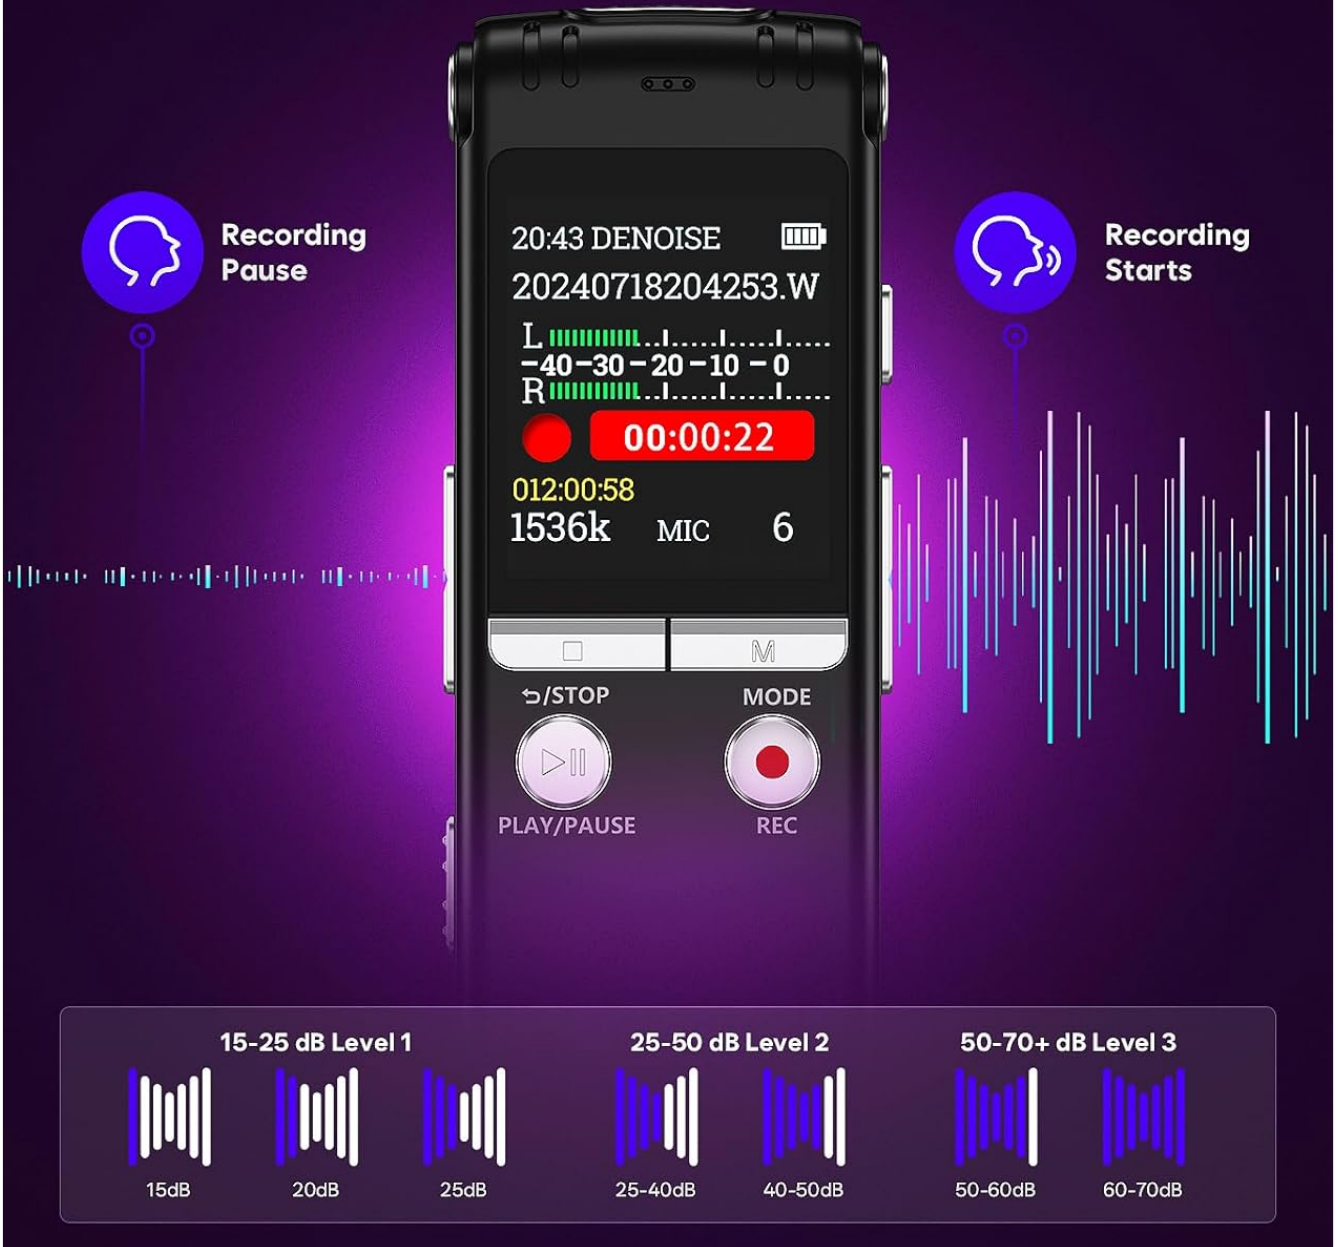 Recording
Pause
Recording
Starts
20:43 DENOISE
20240718204253.W
L
-40-30-20-10-0
R
00:00:22
012:00:58
1536k MIC 6
M
/STOP MODE
PLAY/PAUSE REC
15-25 dB Level 1 25-50 dB Level 2 50-70+ dB Level 3
15dB 20dB 25dB 25-40dB 40-50dB 50-60dB 60-70dB